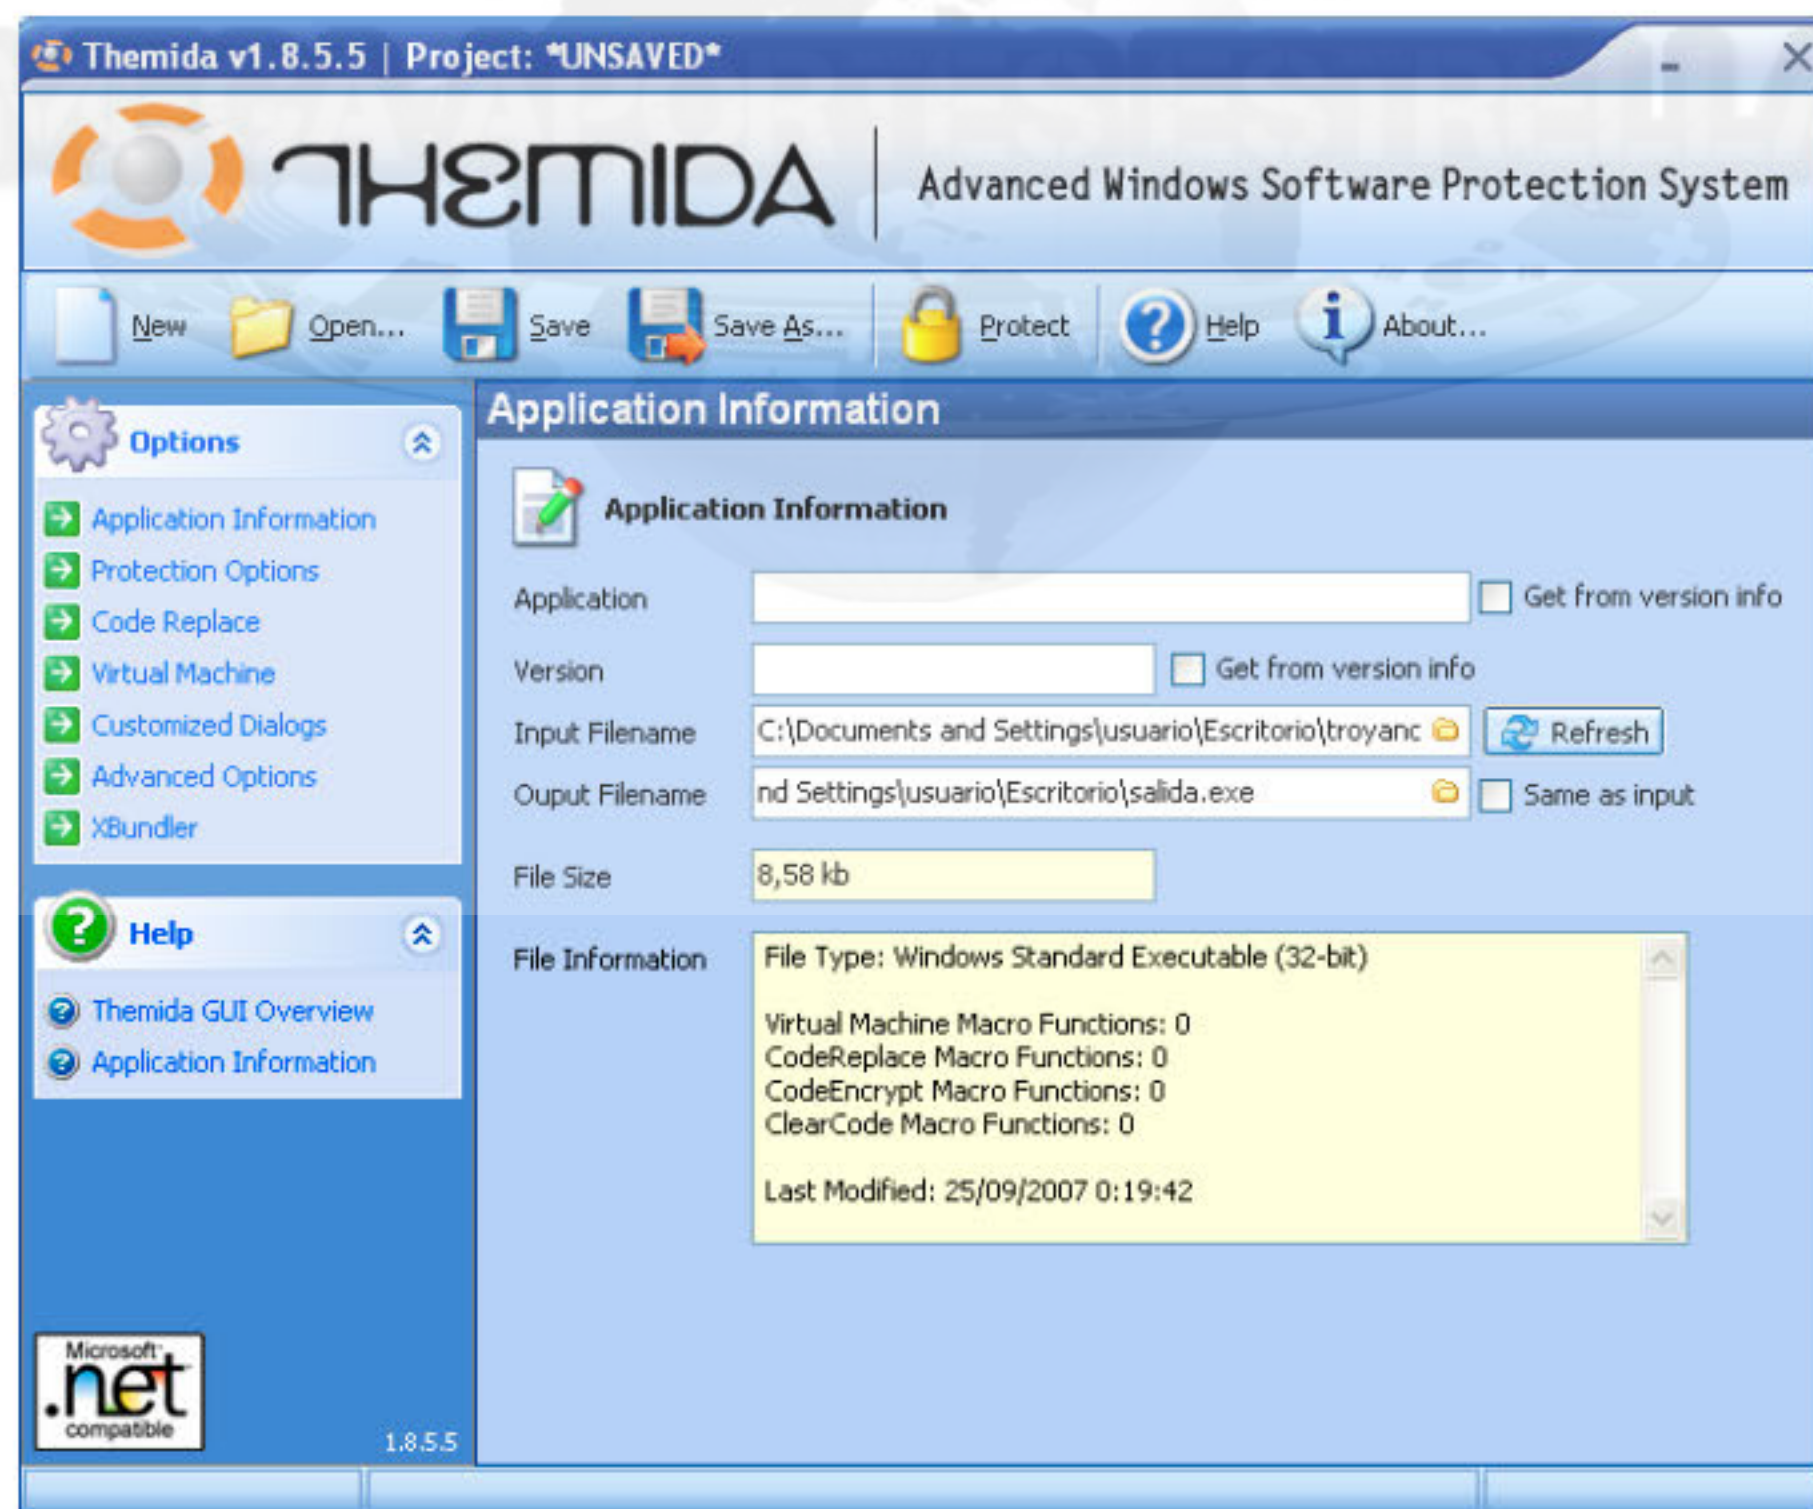 Themida v1.8.5.5 | Project: *UNSAVED*
THEMIDA
Advanced Windows Software Protection System
New Open... Save Save As... Protect Help About...
Options
Application Information
Protection Options
Code Replace
Virtual Machine
Customized Dialogs
Advanced Options
XBundler
Help
Themida GUI Overview
Application Information
Microsoft
.net
compatible
1.8.5.5
Application Information
Application Information
Application Get from version info
Version Get from version info
Input Filename C:\Documents and Settings\usuario\Escritorio\troyanc Refresh
Ouput Filename nd Settings\usuario\Escritorio\salida.exe Same as input
File Size 8,58 kb
File Information
File Type: Windows Standard Executable (32-bit)
Virtual Machine Macro Functions: 0
CodeReplace Macro Functions: 0
CodeEncrypt Macro Functions: 0
ClearCode Macro Functions: 0
Last Modified: 25/09/2007 0:19:42